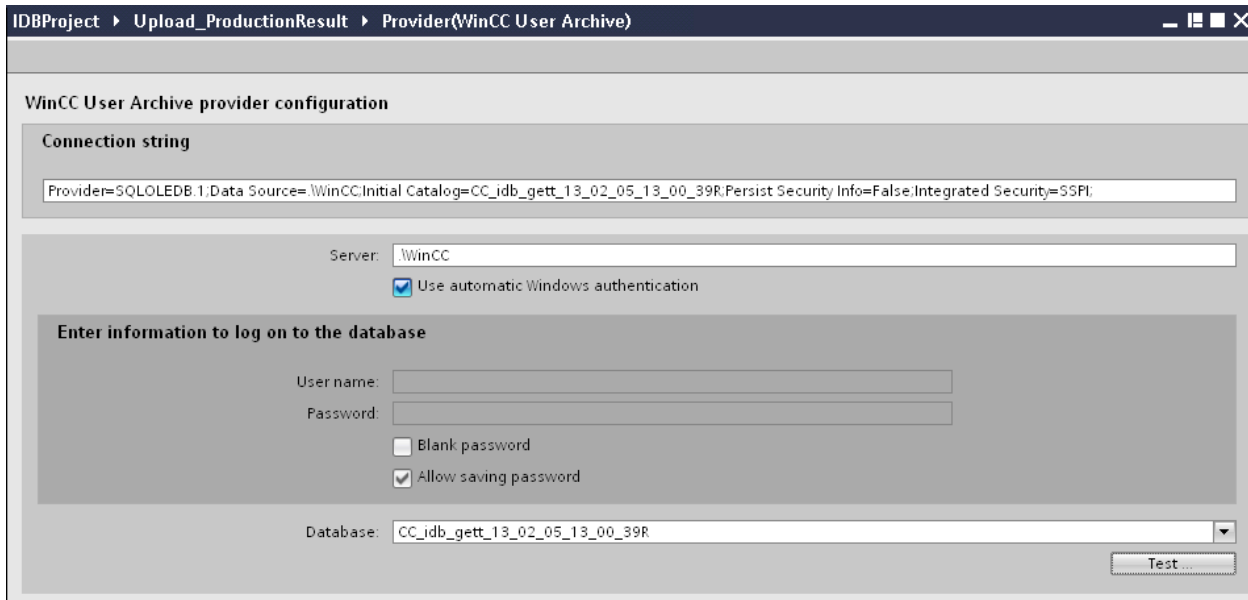 IDBProject ▸ Upload_ProductionResult ▸ Provider(WinCC User Archive)
WinCC User Archive provider configuration
Connection string
Provider=SQLOLEDB.1;Data Source=.\WinCC;Initial Catalog=CC_idb_gett_13_02_05_13_00_39R;Persist Security Info=False;Integrated Security=SSPI;
Server: .\WinCC
Use automatic Windows authentication
Enter information to log on to the database
User name:
Password:
Blank password
Allow saving password
Database: CC_idb_gett_13_02_05_13_00_39R
Test ...